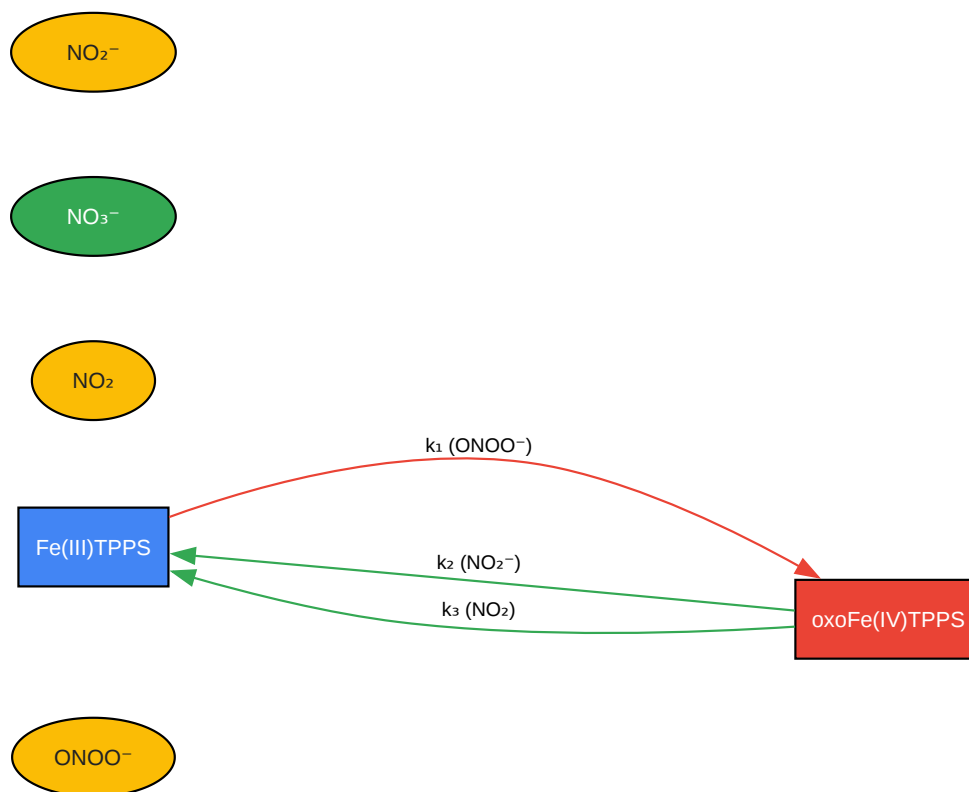 NO₂⁻
NO₃⁻
NO₂
k₁ (ONOO⁻)
Fe(III)TPPS
k₂ (NO₂⁻)
k₃ (NO₂)
oxoFe(IV)TPPS
ONOO⁻